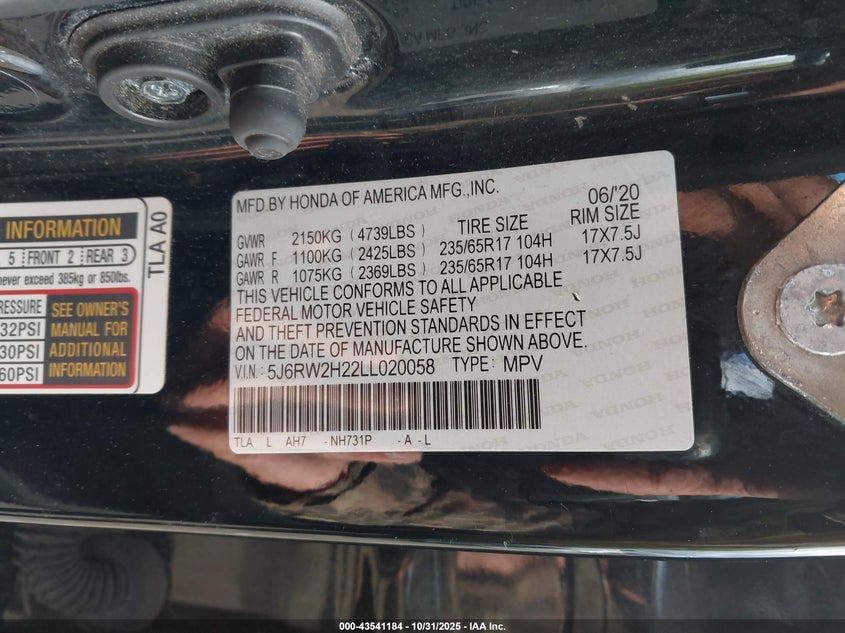 MFD.BY HONDA OF AMERICA MFG.,INC. 06/'20
TIRE SIZE RIM SIZE
GVWR 2150KG ( 4739LBS )
GAWR F 1100KG ( 2425LBS ) 235/65R17 104H 17X7.5J
GAWR R 1075KG ( 2369LBS ) 235/65R17 104H 17X7.5J
THIS VEHICLE CONFORMS TO ALL APPLICABLE
FEDERAL MOTOR VEHICLE SAFETY
AND THEFT PREVENTION STANDARDS IN EFFECT
ON THE DATE OF MANUFACTURE SHOWN ABOVE.
V.I.N.: 5J6RW2H22LL020058 TYPE: MPV
TLA L AH7 -NH731P -A-L
INFORMATION
5 FRONT 2 REAR 3
never exceed 385kg or 850lbs.
PRESSURE
32PSI
30PSI
60PSI
SEE OWNER'S
MANUAL FOR
ADDITIONAL
INFORMATION
TLA A0
000-43541184 - 10/31/2025 - IAA Inc.